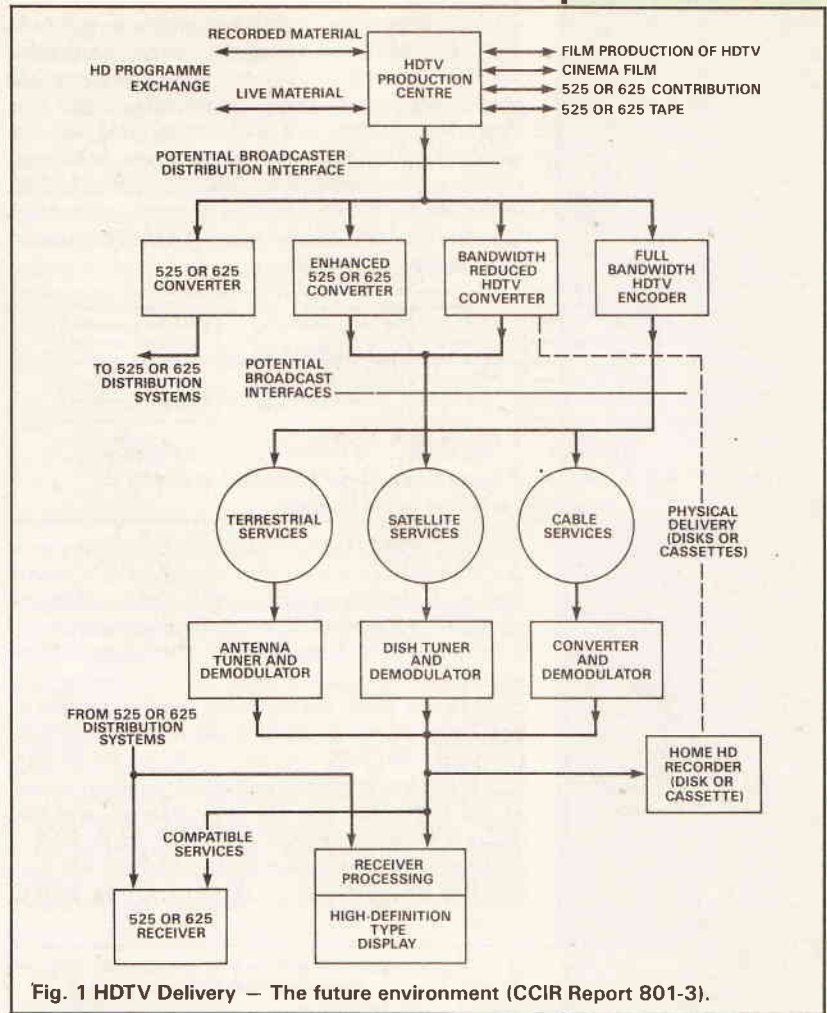 RECORDED MATERIAL
HD PROGRAMME
EXCHANGE
LIVE MATERIAL
HDTV
PRODUCTION
CENTRE
FILM PRODUCTION OF HDTV
CINEMA FILM
525 OR 625 CONTRIBUTION
525 OR 625 TAPE
POTENTIAL BROADCASTER
DISTRIBUTION INTERFACE
525 OR 625
CONVERTER
ENHANCED
525 OR 625
CONVERTER
BANDWIDTH
REDUCED
HDTV
CONVERTER
FULL
BANDWIDTH
HDTV
ENCODER
TO 525 OR 625
DISTRIBUTION
SYSTEMS
POTENTIAL
BROADCAST
INTERFACES
TERRESTRIAL
SERVICES
SATELLITE
SERVICES
CABLE
SERVICES
PHYSICAL
DELIVERY
(DISKS OR
CASSETTES)
ANTENNA
TUNER AND
DEMODULATOR
DISH TUNER
AND
DEMODULATOR
CONVERTER
AND
DEMODULATOR
FROM 525 OR 625
DISTRIBUTION
SYSTEMS
HOME HD
RECORDER
(DISK OR
CASSETTE)
COMPATIBLE
SERVICES
525 OR 625
RECEIVER
RECEIVER
PROCESSING
HIGH-DEFINITION
TYPE
DISPLAY
Fig. 1 HDTV Delivery — The future environment (CCIR Report 801-3).